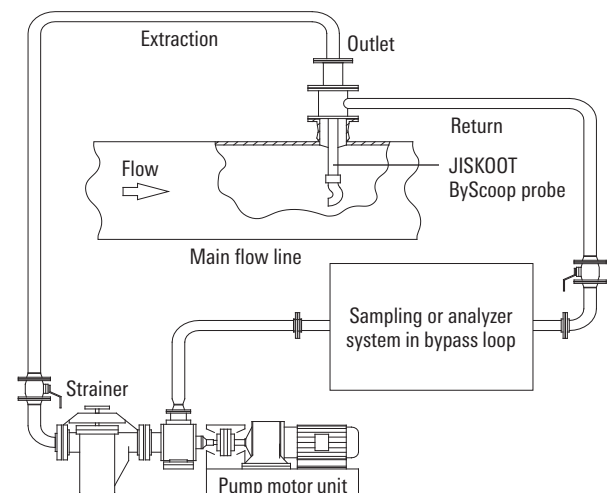 Extraction
Outlet
Return
Flow
JISKOOT
ByScoop probe
Main flow line
Sampling or analyzer
system in bypass loop
Strainer
Pump motor unit